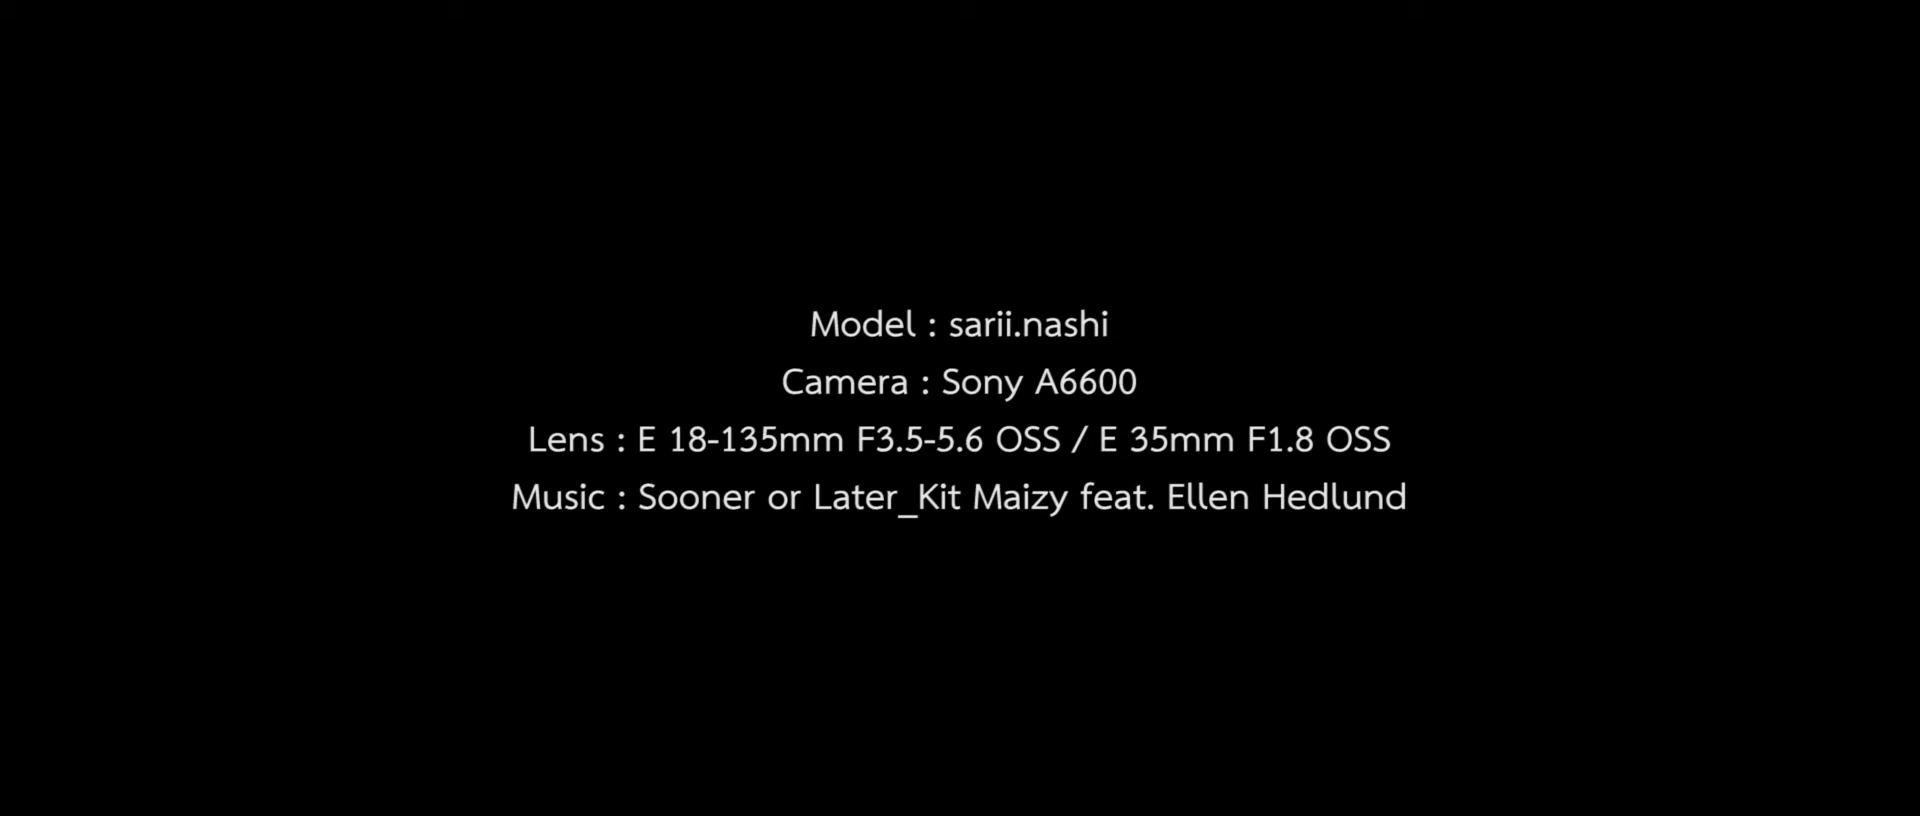 Model : sarii.nashi
Camera : Sony A6600
Lens : E 18-135mm F3.5-5.6 OSS / E 35mm F1.8 OSS
Music : Sooner or Later_Kit Maizy feat. Ellen Hedlund